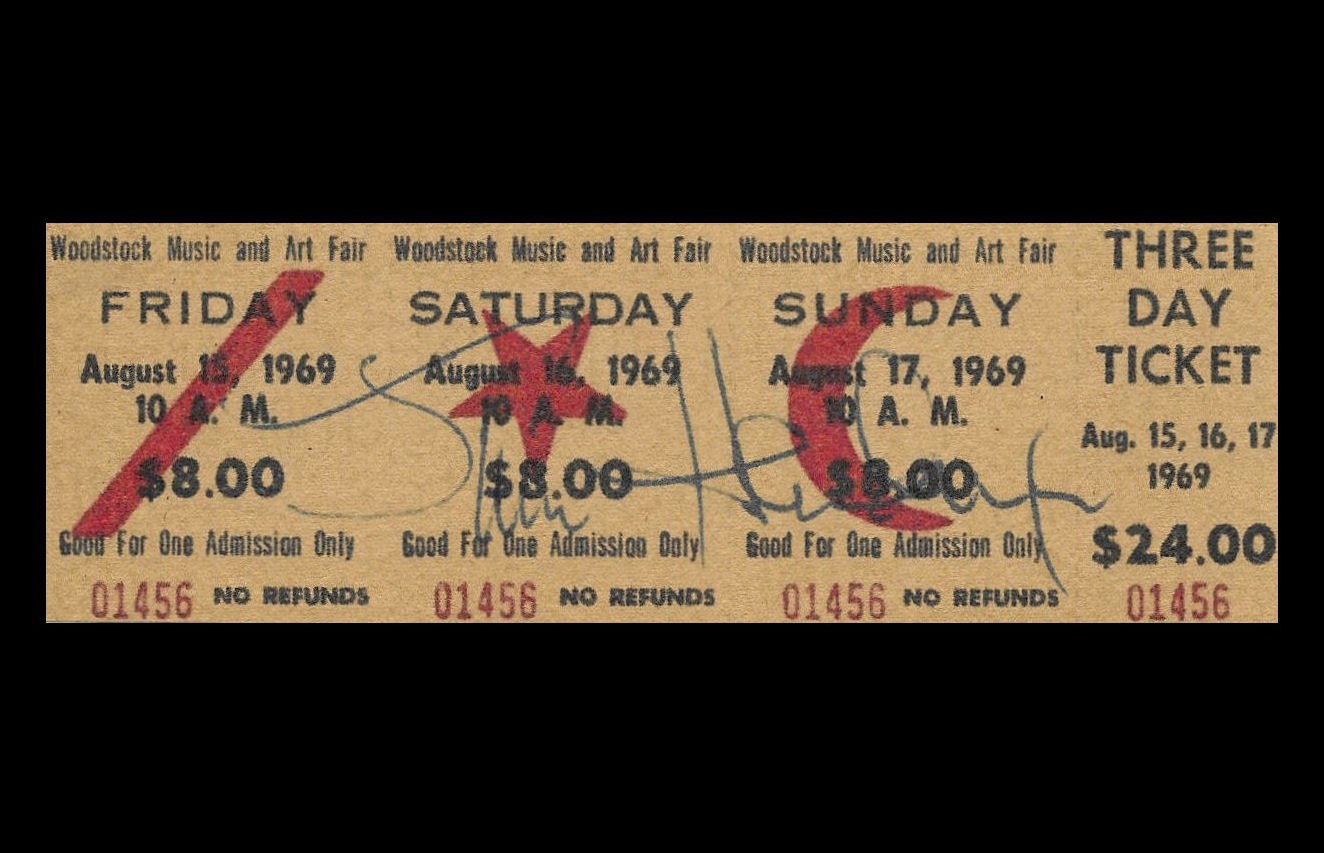 Woodstock Music and Art Fair
FRIDAY
August 15, 1969
10 A. M.
$8.00
Good For One Admission Only
01456 NO REFUNDS
Woodstock Music and Art Fair
SATURDAY
August 16, 1969
10 A. M.
$8.00
Good For One Admission Only
01456 NO REFUNDS
Woodstock Music and Art Fair
SUNDAY
August 17, 1969
10 A. M.
$8.00
Good For One Admission Only
01456 NO REFUNDS
THREE
DAY
TICKET
Aug. 15, 16, 17
1969
$24.00
01456